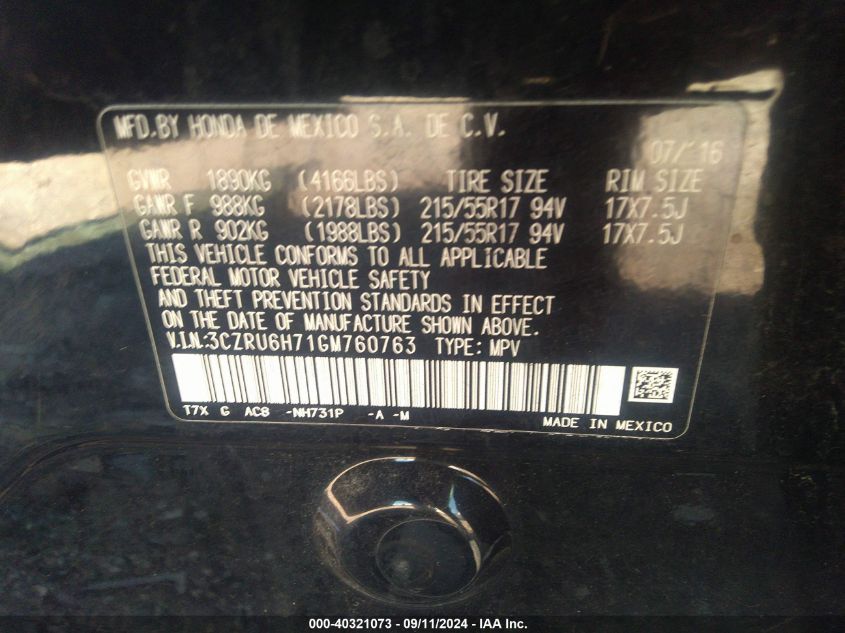 MFD.BY HONDA DE MEXICO S.A. DE C.V.
07/'16
GVWR 1890KG (4166LBS) TIRE SIZE RIM SIZE
GAWR F 988KG (2178LBS) 215/55R17 94V 17X7.5J
GAWR R 902KG (1988LBS) 215/55R17 94V 17X7.5J
THIS VEHICLE CONFORMS TO ALL APPLICABLE
FEDERAL MOTOR VEHICLE SAFETY
AND THEFT PREVENTION STANDARDS IN EFFECT
ON THE DATE OF MANUFACTURE SHOWN ABOVE.
V.I.N.:3CZRU6H71GM760763 TYPE: MPV
T7X G AC8 -NH731P -A -M
MADE IN MEXICO
000-40321073 - 09/11/2024 - IAA Inc.